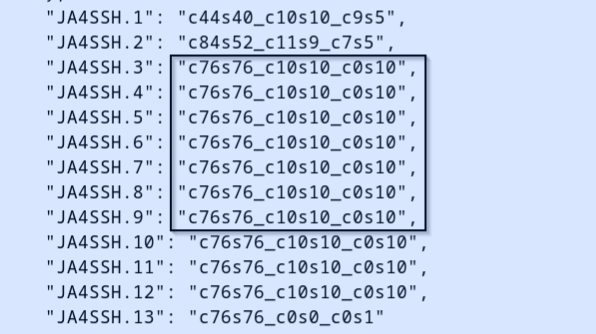 "JA4SSH.1": "c44s40_c10s10_c9s5",
"JA4SSH.2": "c84s52_c11s9_c7s5",
"JA4SSH.3": "c76s76_c10s10_c0s10",
"JA4SSH.4": "c76s76_c10s10_c0s10",
"JA4SSH.5": "c76s76_c10s10_c0s10",
"JA4SSH.6": "c76s76_c10s10_c0s10",
"JA4SSH.7": "c76s76_c10s10_c0s10",
"JA4SSH.8": "c76s76_c10s10_c0s10",
"JA4SSH.9": "c76s76_c10s10_c0s10",
"JA4SSH.10": "c76s76_c10s10_c0s10",
"JA4SSH.11": "c76s76_c10s10_c0s10",
"JA4SSH.12": "c76s76_c10s10_c0s10",
"JA4SSH.13": "c76s76_c0s0_c0s1"